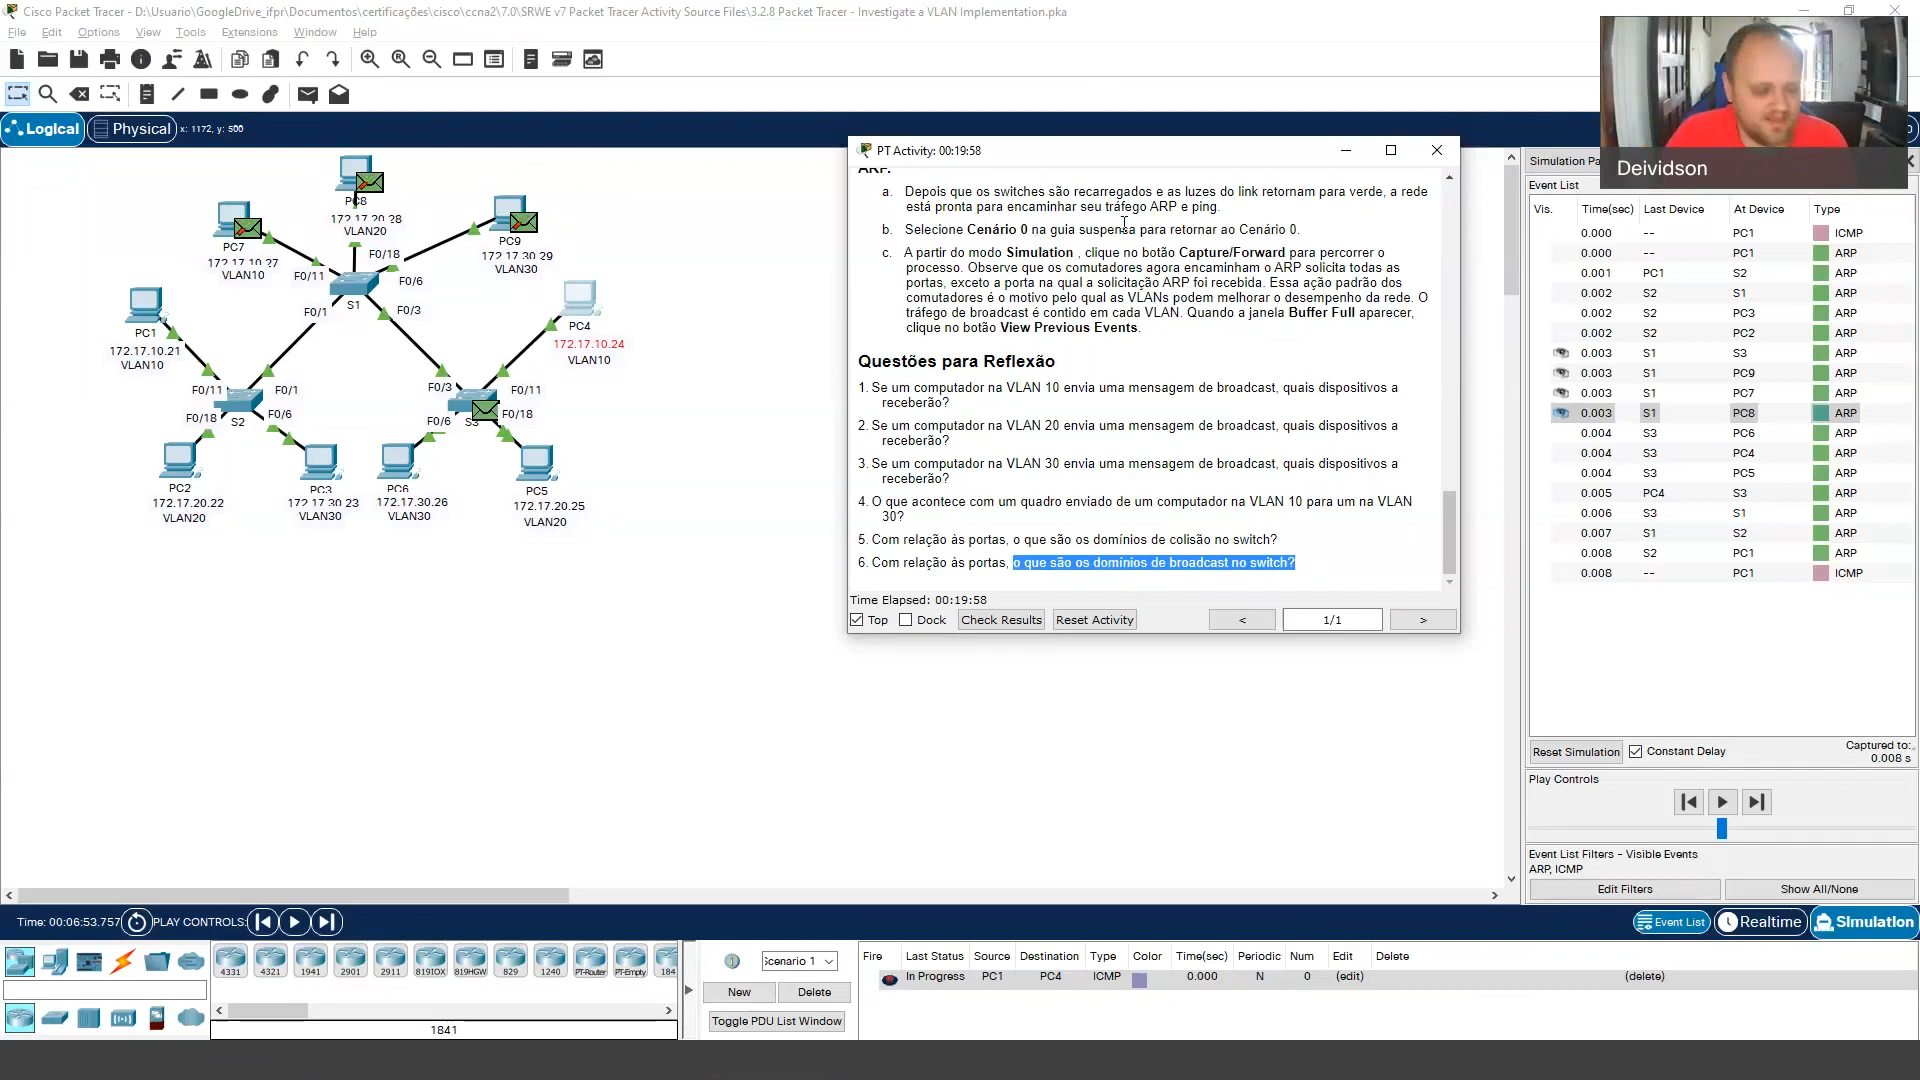 Cisco Packet Tracer - D:\Usuario\GoogleDrive_ifpr\Documentos\certificações\cisco\ccna2\7.0\SRWE v7 Packet Tracer Activity Source Files\3.2.8 Packet Tracer - Investigate a VLAN Implementation.pka
File Edit Options View Tools Extensions Window Help
Logical Physical x: 1172, y: 500
Deividson
PC8
172.17.20.28
VLAN20
PC7
172.17.10.27
VLAN10
PC9
172.17.30.29
VLAN30
F0/18
F0/11
F0/6
S1
F0/1
F0/3
PC1
172.17.10.21
VLAN10
PC4
172.17.10.24
VLAN10
F0/11
F0/1
F0/18
F0/6
S2
F0/3
F0/11
F0/6
S3
F0/18
PC2
172.17.20.22
VLAN20
PC3
172.17.30.23
VLAN30
PC6
172.17.30.26
VLAN30
PC5
172.17.20.25
VLAN20
PT Activity: 00:19:58
ARP.
a. Depois que os switches são recarregados e as luzes do link retornam para verde, a rede
está pronta para encaminhar seu tráfego ARP e ping.
b. Selecione Cenário 0 na guia suspensa para retornar ao Cenário 0.
c. A partir do modo Simulation , clique no botão Capture/Forward para percorrer o
processo. Observe que os comutadores agora encaminham o ARP solicita todas as
portas, exceto a porta na qual a solicitação ARP foi recebida. Essa ação padrão dos
comutadores é o motivo pelo qual as VLANs podem melhorar o desempenho da rede. O
tráfego de broadcast é contido em cada VLAN. Quando a janela Buffer Full aparecer,
clique no botão View Previous Events.
Questões para Reflexão
1. Se um computador na VLAN 10 envia uma mensagem de broadcast, quais dispositivos a
receberão?
2. Se um computador na VLAN 20 envia uma mensagem de broadcast, quais dispositivos a
receberão?
3. Se um computador na VLAN 30 envia uma mensagem de broadcast, quais dispositivos a
receberão?
4. O que acontece com um quadro enviado de um computador na VLAN 10 para um na VLAN
30?
5. Com relação às portas, o que são os domínios de colisão no switch?
6. Com relação às portas, o que são os domínios de broadcast no switch?
Time Elapsed: 00:19:58
Top Dock Check Results Reset Activity < 1/1 >
Simulation Pa
Event List
Vis. Time(sec) Last Device At Device Type
0.000 -- PC1 ICMP
0.000 -- PC1 ARP
0.001 PC1 S2 ARP
0.002 S2 S1 ARP
0.002 S2 PC3 ARP
0.002 S2 PC2 ARP
0.003 S1 S3 ARP
0.003 S1 PC9 ARP
0.003 S1 PC7 ARP
0.003 S1 PC8 ARP
0.004 S3 PC6 ARP
0.004 S3 PC4 ARP
0.004 S3 PC5 ARP
0.005 PC4 S3 ARP
0.006 S3 S1 ARP
0.007 S1 S2 ARP
0.008 S2 PC1 ARP
0.008 -- PC1 ICMP
Reset Simulation Constant Delay Captured to:
0.008 s
Play Controls
Event List Filters - Visible Events
ARP, ICMP
Edit Filters Show All/None
Time: 00:06:53.757 PLAY CONTROLS: Event List Realtime Simulation
4331 4321 1941 2901 2911 819IOX 819HGW 829 1240 PT-Router PT-Empty 184
1841
Scenario 1
New Delete
Toggle PDU List Window
Fire Last Status Source Destination Type Color Time(sec) Periodic Num Edit Delete
In Progress PC1 PC4 ICMP 0.000 N 0 (edit) (delete)